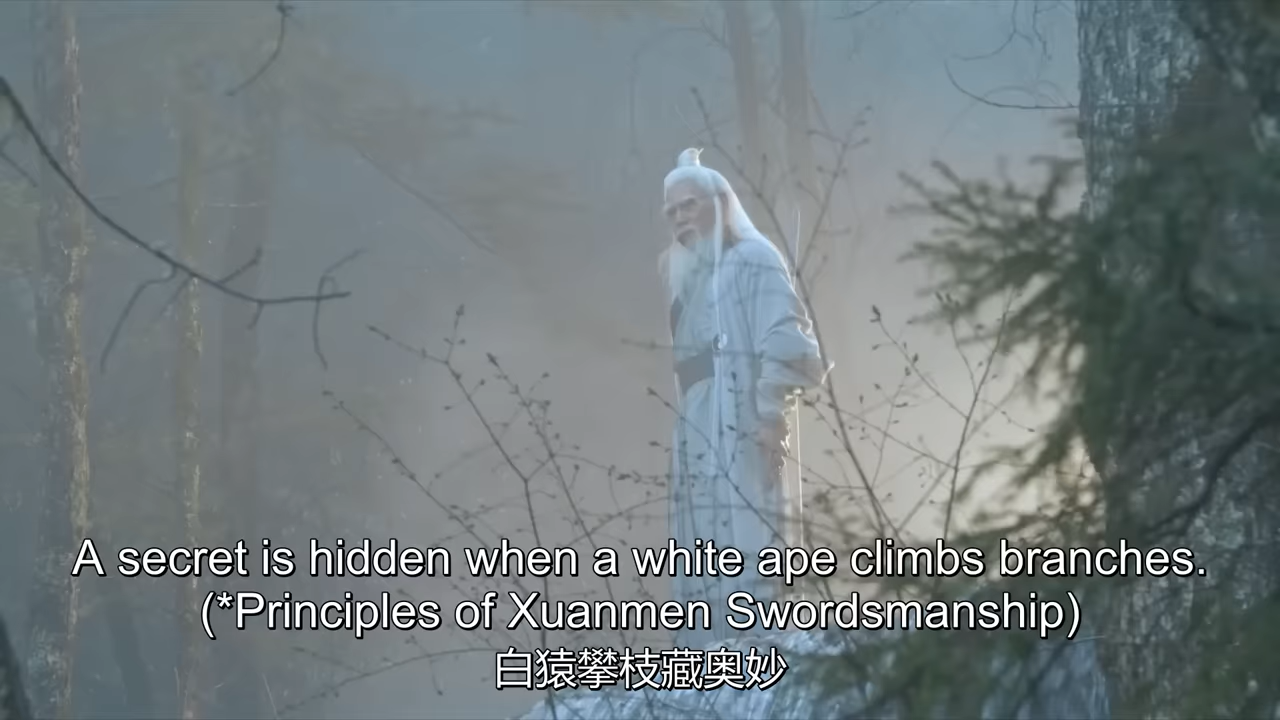 A secret is hidden when a white ape climbs branches.
(*Principles of Xuanmen Swordsmanship)
白猿攀枝藏奥妙